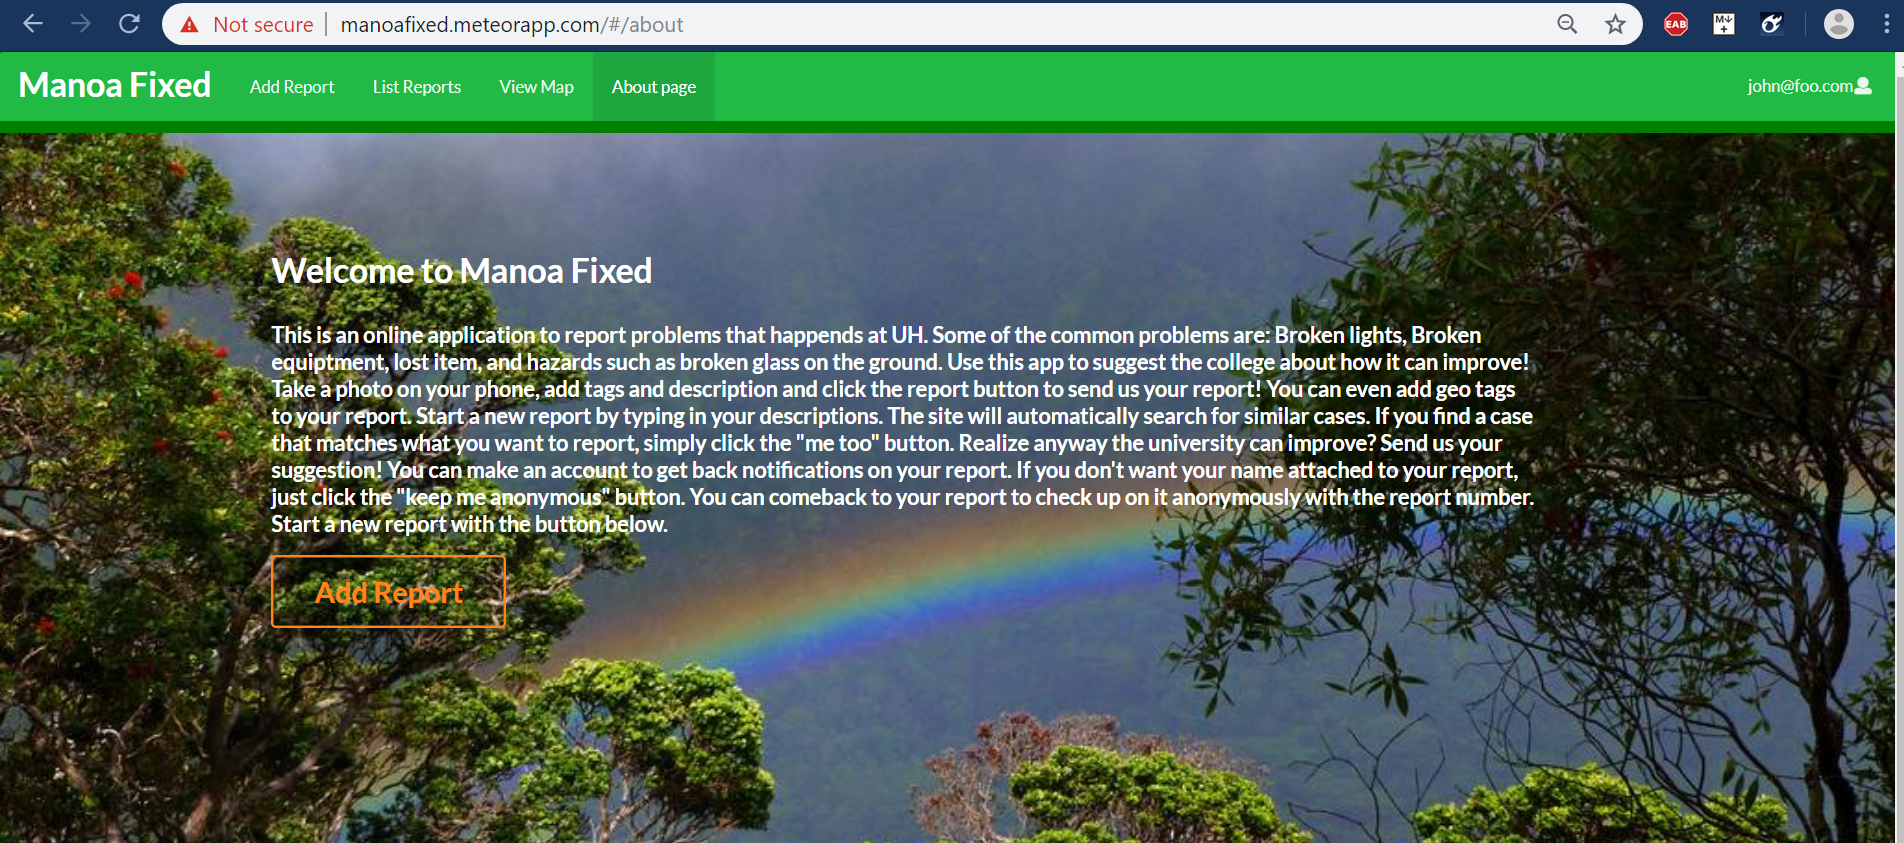 Not secure | manoafixed.meteorapp.com/#/about
EAB
M
Manoa Fixed Add Report List Reports View Map About page john@foo.com
Welcome to Manoa Fixed
This is an online application to report problems that happends at UH. Some of the common problems are: Broken lights, Broken
equiptment, lost item, and hazards such as broken glass on the ground. Use this app to suggest the college about how it can improve!
Take a photo on your phone, add tags and description and click the report button to send us your report! You can even add geo tags
to your report. Start a new report by typing in your descriptions. The site will automatically search for similar cases. If you find a case
that matches what you want to report, simply click the "me too" button. Realize anyway the university can improve? Send us your
suggestion! You can make an account to get back notifications on your report. If you don't want your name attached to your report,
just click the "keep me anonymous" button. You can comeback to your report to check up on it anonymously with the report number.
Start a new report with the button below.
Add Report